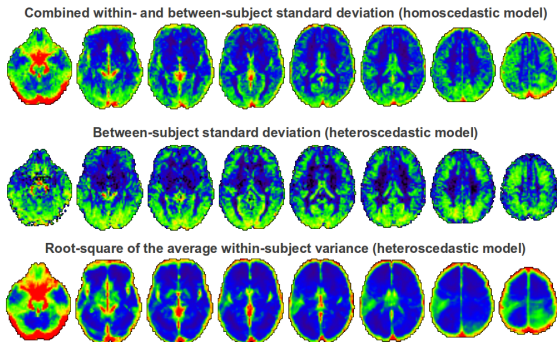 Combined within- and between-subject standard deviation (homoscedastic model)
Between-subject standard deviation (heteroscedastic model)
Root-square of the average within-subject variance (heteroscedastic model)